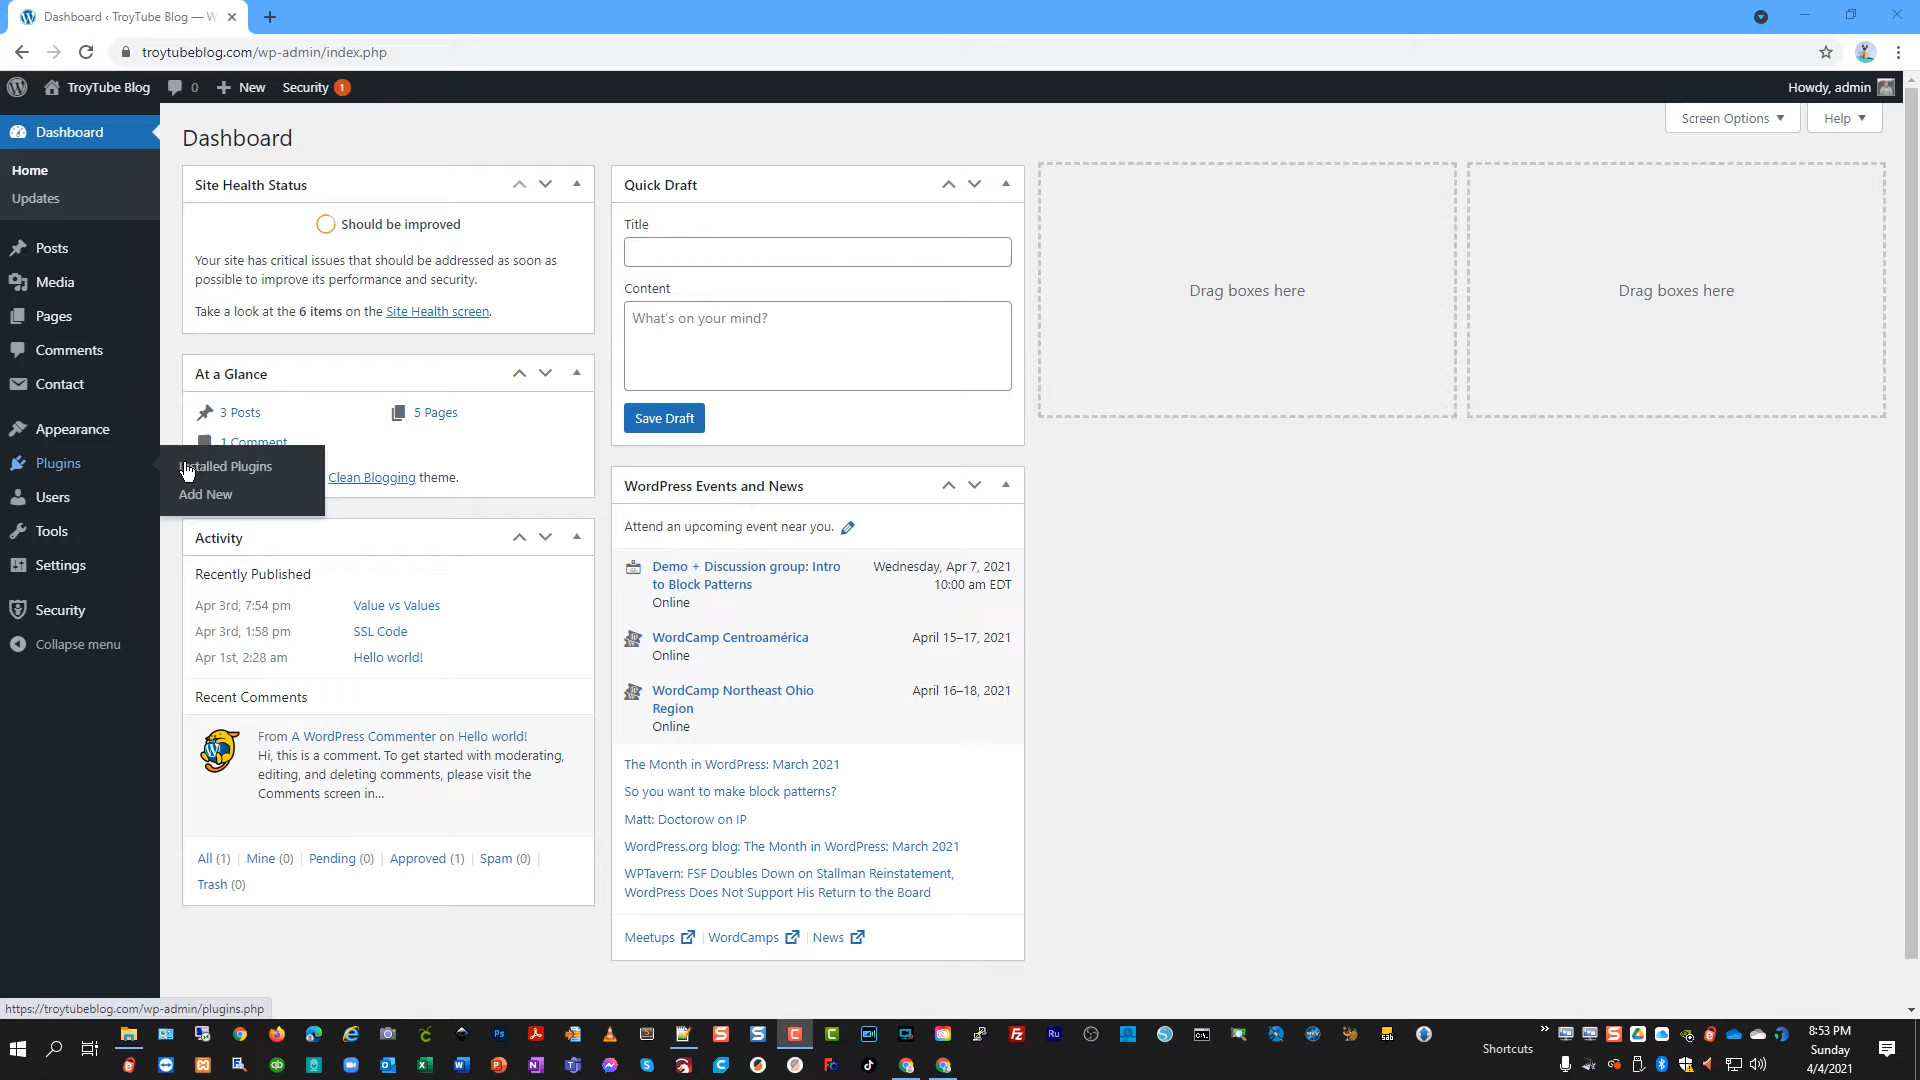 Dashboard ‹ TroyTube Blog — W
troytubeblog.com/wp-admin/index.php
TroyTube Blog
0
New
Security 1
Howdy, admin
Screen Options
Help
Dashboard
Home
Updates
Posts
Media
Pages
Comments
Contact
Appearance
Plugins
Users
Tools
Settings
Security
Collapse menu
Installed Plugins
Add New
Dashboard
Site Health Status
Should be improved
Your site has critical issues that should be addressed as soon as
possible to improve its performance and security.
Take a look at the 6 items on the Site Health screen.
At a Glance
3 Posts
5 Pages
1 Comment
Clean Blogging theme.
Activity
Recently Published
Apr 3rd, 7:54 pm Value vs Values
Apr 3rd, 1:58 pm SSL Code
Apr 1st, 2:28 am Hello world!
Recent Comments
From A WordPress Commenter on Hello world!
Hi, this is a comment. To get started with moderating,
editing, and deleting comments, please visit the
Comments screen in...
All (1) | Mine (0) | Pending (0) | Approved (1) | Spam (0) |
Trash (0)
Quick Draft
Title
Content
What's on your mind?
Save Draft
WordPress Events and News
Attend an upcoming event near you.
Demo + Discussion group: Intro
to Block Patterns
Online
Wednesday, Apr 7, 2021
10:00 am EDT
WordCamp Centroamérica
Online
April 15–17, 2021
WordCamp Northeast Ohio
Region
Online
April 16–18, 2021
The Month in WordPress: March 2021
So you want to make block patterns?
Matt: Doctorow on IP
WordPress.org blog: The Month in WordPress: March 2021
WPTavern: FSF Doubles Down on Stallman Reinstatement,
WordPress Does Not Support His Return to the Board
Meetups | WordCamps | News
Drag boxes here
Drag boxes here
https://troytubeblog.com/wp-admin/plugins.php
Shortcuts
8:53 PM
Sunday
4/4/2021